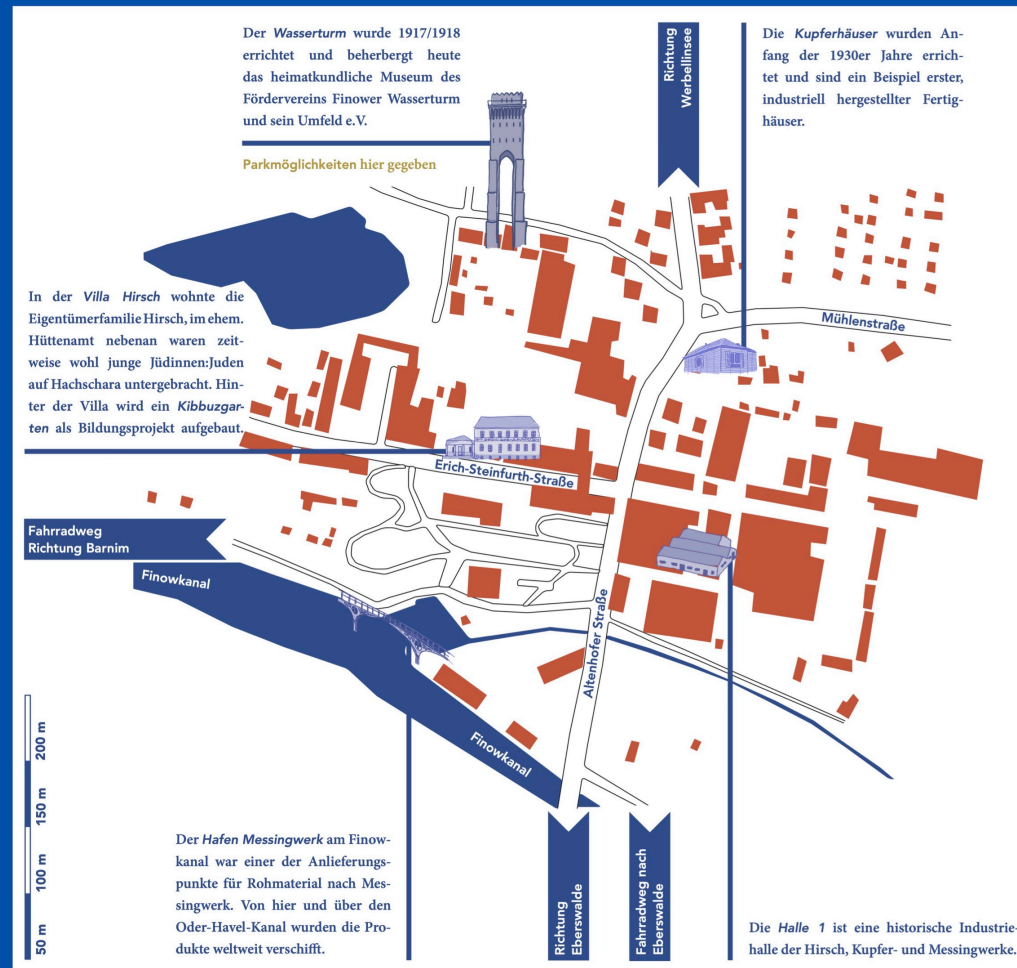 Der Wasserturm wurde 1917/1918
errichtet und beherbergt heute
das heimatkundliche Museum des
Fördervereins Finower Wasserturm
und sein Umfeld e.V.
Parkmöglichkeiten hier gegeben
Richtung
Werbellinsee
Die Kupferhäuser wurden An-
fang der 1930er Jahre errich-
tet und sind ein Beispiel erster,
industriell hergestellter Fertig-
häuser.
In der Villa Hirsch wohnte die
Eigentümerfamilie Hirsch, im ehem.
Hüttenamt nebenan waren zeit-
weise wohl junge Jüdinnen:Juden
auf Hachschara untergebracht. Hin-
ter der Villa wird ein Kibbuzgar-
ten als Bildungsprojekt aufgebaut.
Mühlenstraße
Erich-Steinfurth-Straße
Fahrradweg
Richtung Barnim
Finowkanal
Altenhofer Straße
Finowkanal
200 m
150 m
100 m
50 m
Der Hafen Messingwerk am Finow-
kanal war einer der Anlieferungs-
punkte für Rohmaterial nach Mes-
singwerk. Von hier und über den
Oder-Havel-Kanal wurden die Pro-
dukte weltweit verschifft.
Richtung
Eberswalde
Fahrradweg nach
Eberswalde
Die Halle 1 ist eine historische Industrie-
halle der Hirsch, Kupfer- und Messingwerke.